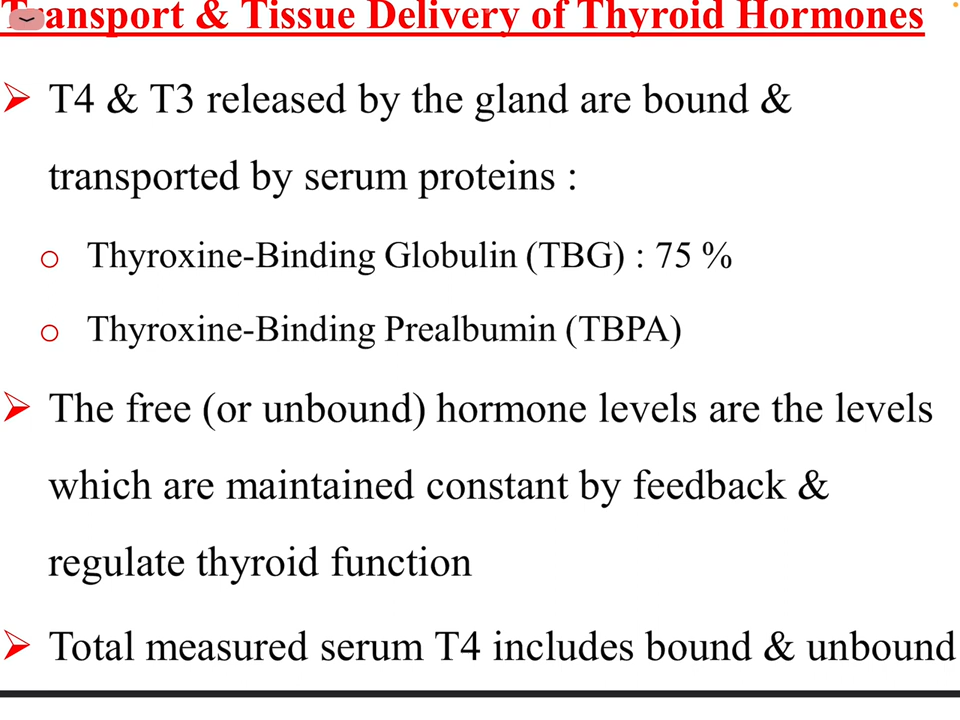 Transport & Tissue Delivery of Thyroid Hormones
T4 & T3 released by the gland are bound &
transported by serum proteins :
Thyroxine-Binding Globulin (TBG) : 75 %
Thyroxine-Binding Prealbumin (TBPA)
The free (or unbound) hormone levels are the levels
which are maintained constant by feedback &
regulate thyroid function
Total measured serum T4 includes bound & unbound